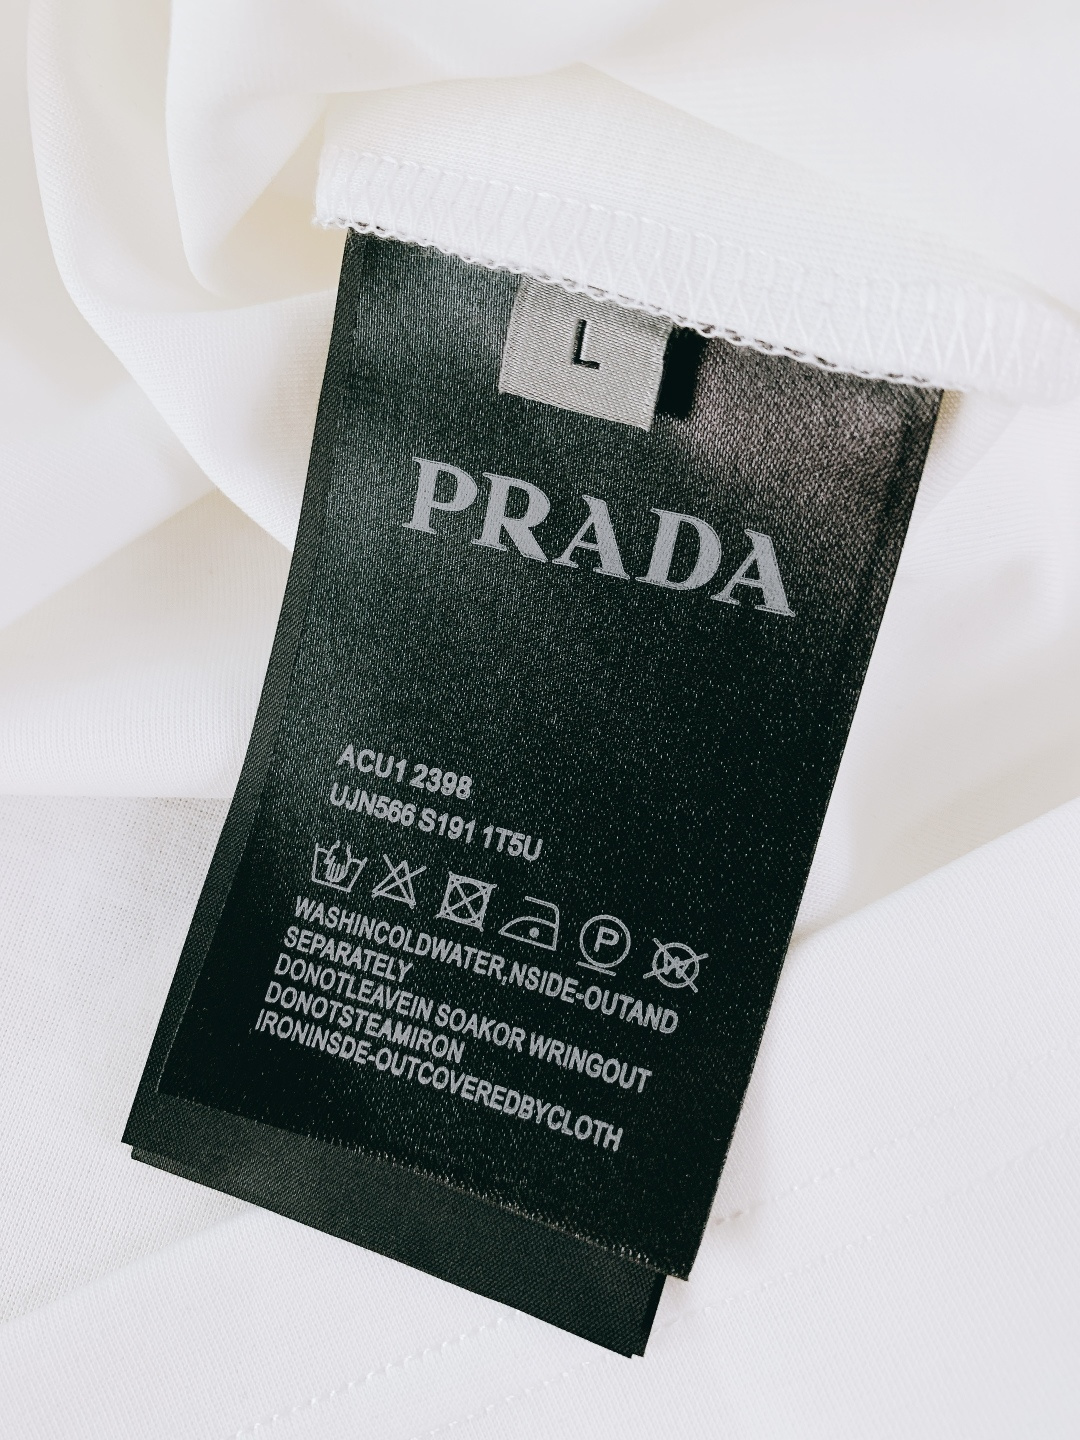 L
PRADA
ACU1 2398
UJN566 S191 1T5U
P
W
WASHINCOLDWATER,NSIDE-OUTAND
SEPARATELY
DONOTLEAVEIN SOAKOR WRINGOUT
DONOTSTEAMIRON
IRONINSDE-OUTCOVEREDBYCLOTH